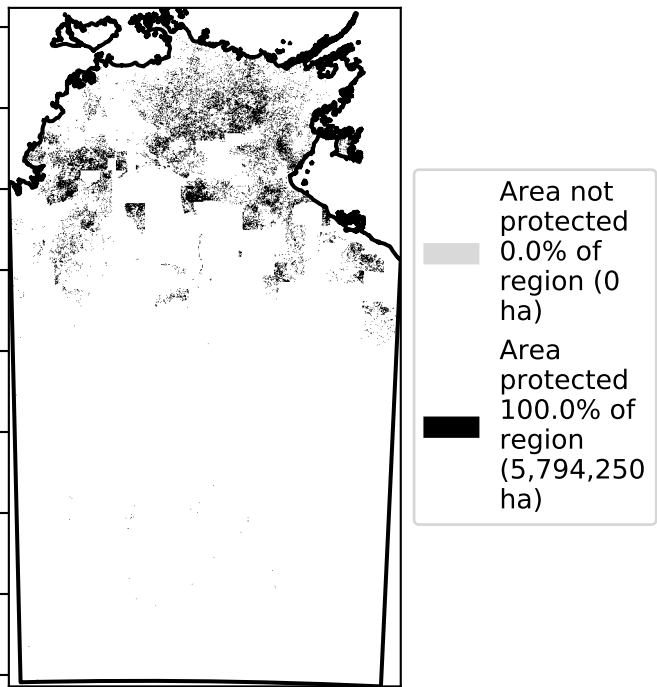 Area not
protected
0.0% of
region (0
ha)
Area
protected
100.0% of
region
(5,794,250
ha)